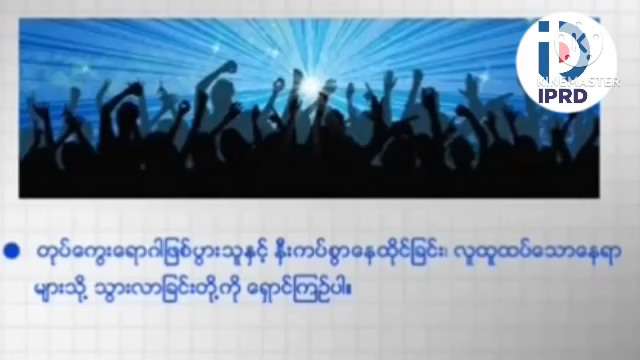 KINEMASTER
IPRD
တုပ်ကွေးရောဂါဖြစ်ပွားသူနှင့် နီးကပ်စွာနေထိုင်ခြင်း၊ လူထူထပ်သောနေရာ
များသို့ သွားလာခြင်းတို့ကို ရှောင်ကြဉ်ပါ။